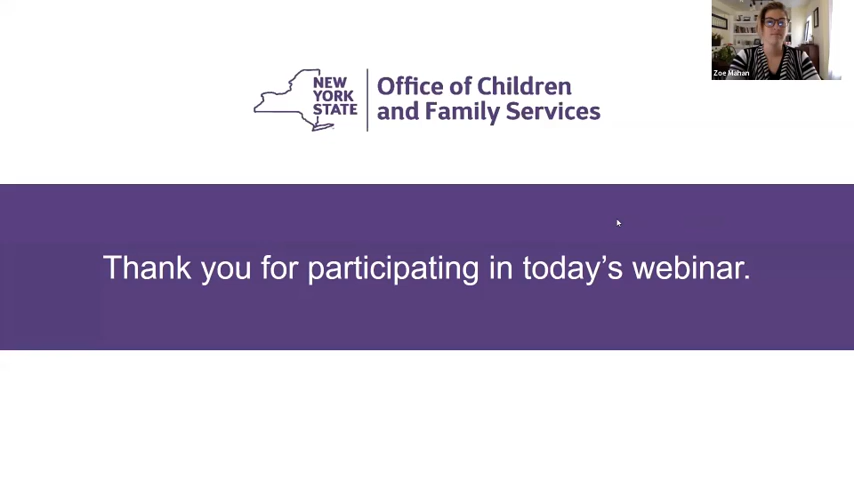 NEW
YORK
STATE
Office of Children
and Family Services
Zoe Mahan
Thank you for participating in today's webinar.